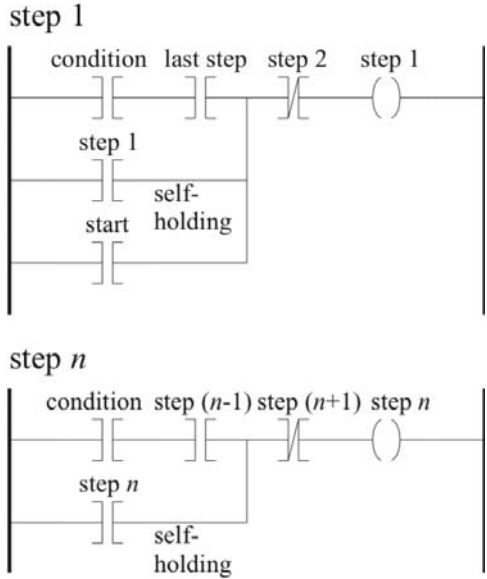 step 1
condition last step step 2 step 1
step 1
self-
holding
start
step n
condition step (n-1) step (n+1) step n
step n
self-
holding